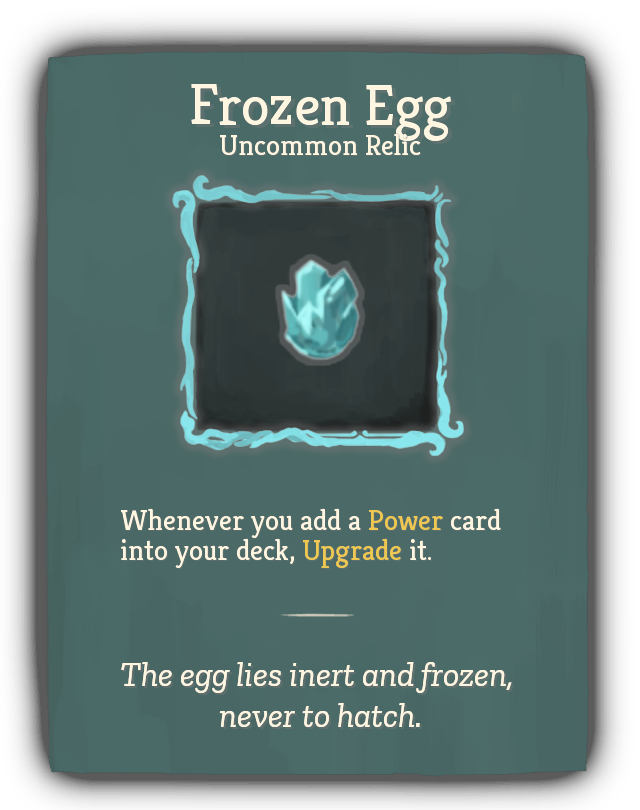 Frozen Egg
Uncommon Relic
Whenever you add a Power card
into your deck, Upgrade it.
The egg lies inert and frozen,
never to hatch.